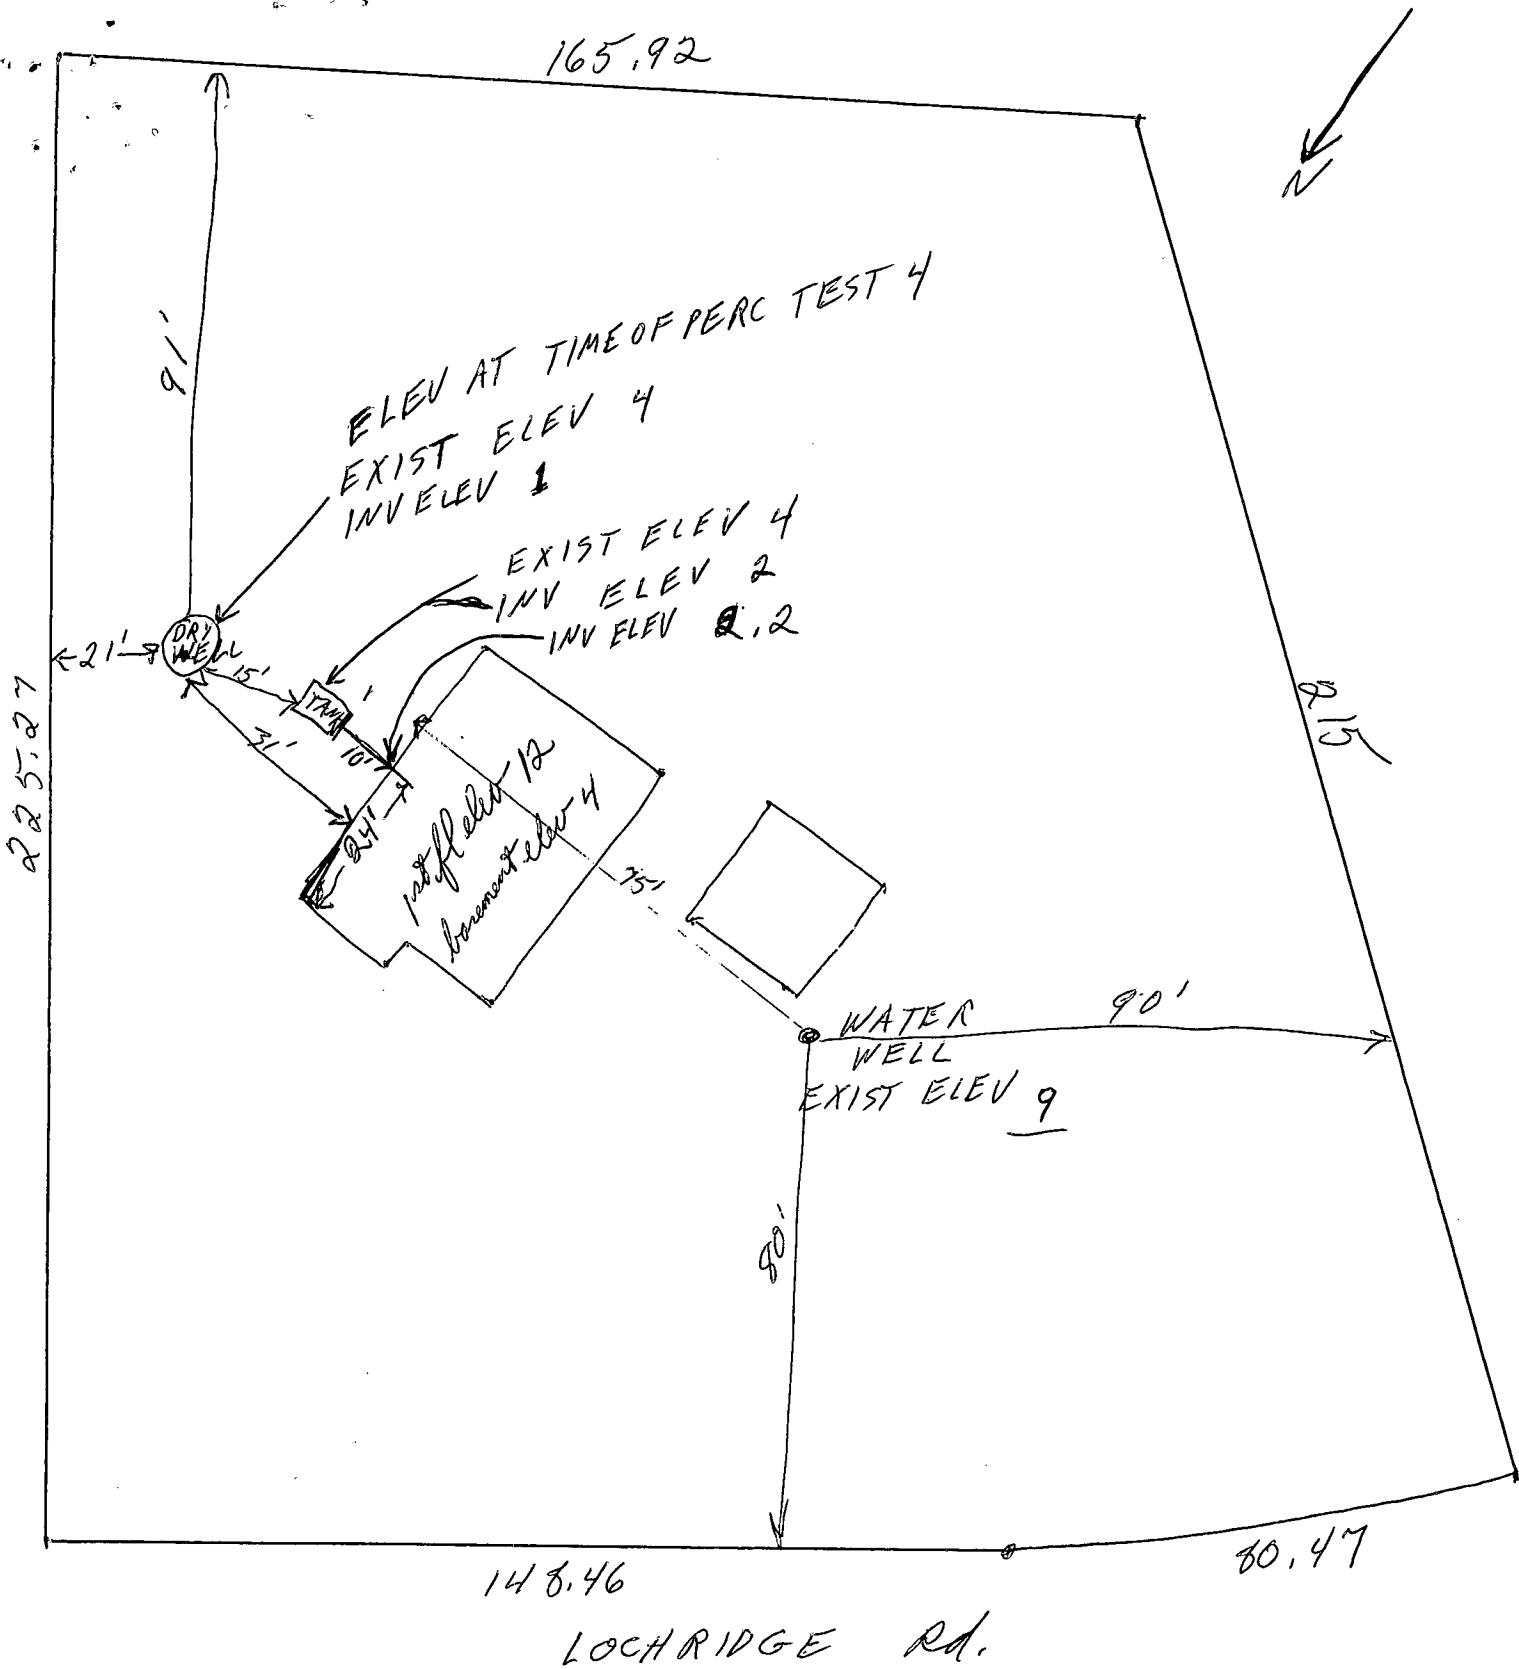 165.92
N
91'
ELEV AT TIME OF PERC TEST 4
EXIST ELEV 4
INV ELEV 1
EXIST ELEV 4
INV ELEV 2
INV ELEV 2.2
21'
DRY
WELL
15'
TANK
10'
31'
24'
1st fl elev 12
basement elev 4
225.27
215
WATER
WELL
EXIST ELEV 9
90'
80'
148.46
80.47
LOCHRIDGE Rd.